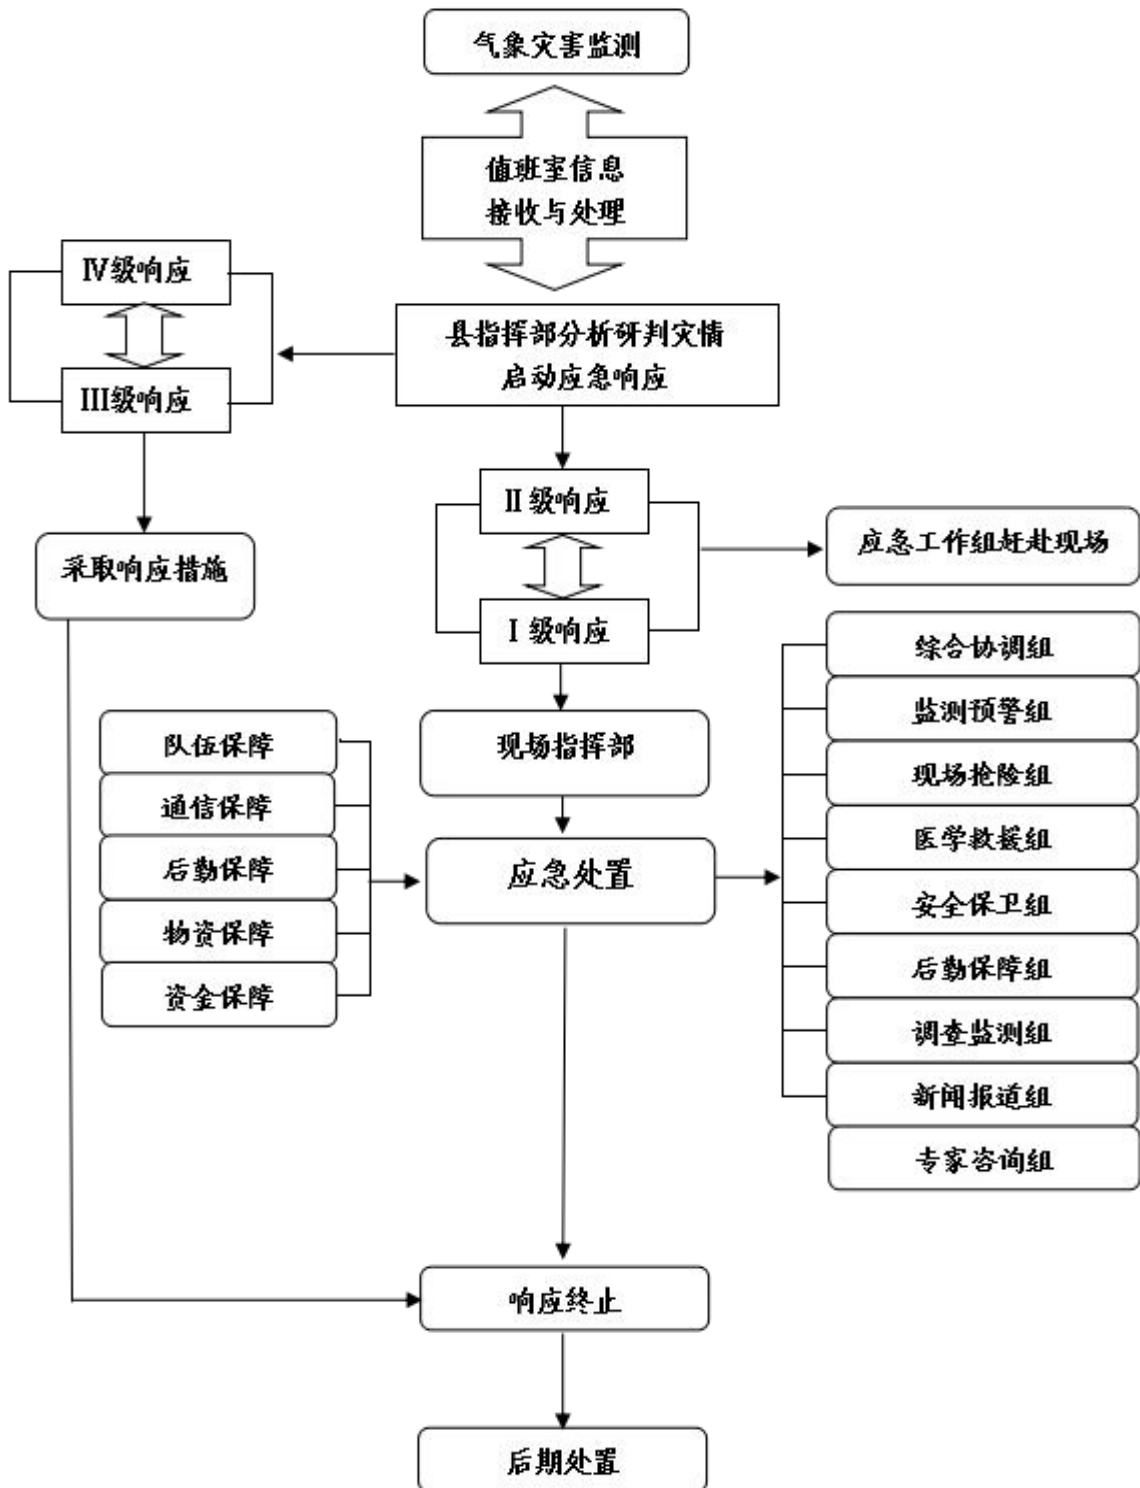 气象灾害监测
值班室信息
接收与处理
Ⅳ级响应
县指挥部分析研判灾情
启动应急响应
III级响应
II级响应
采取响应措施
应急工作组赶赴现场
I级响应
综合协调组
监测预警组
队伍保障
现场指挥部
现场抢险组
通信保障
医学救援组
后勤保障
应急处置
安全保卫组
物资保障
后勤保障组
资金保障
调查监测组
新闻报道组
专家咨询组
响应终止
后期处置